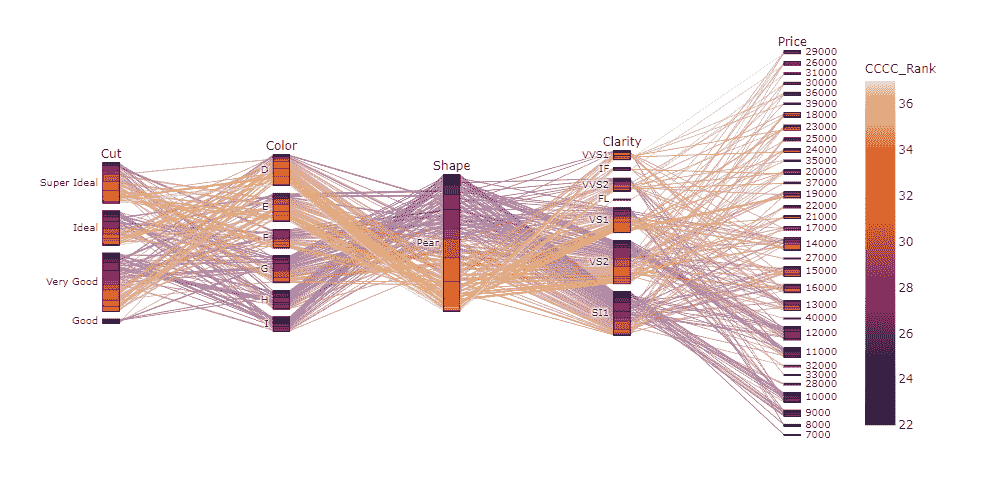 Cut
Super Ideal
Ideal
Very Good
Good
Color
D
E
F
G
H
I
Shape
Pear
Clarity
VVS1
IF
VVS2
FL
VS1
VS2
SI1
Price
29000
26000
31000
30000
36000
39000
18000
23000
25000
24000
35000
20000
37000
19000
22000
21000
17000
14000
27000
15000
16000
13000
40000
12000
11000
32000
33000
28000
10000
9000
8000
7000
CCCC_Rank
36
34
32
30
28
26
24
22